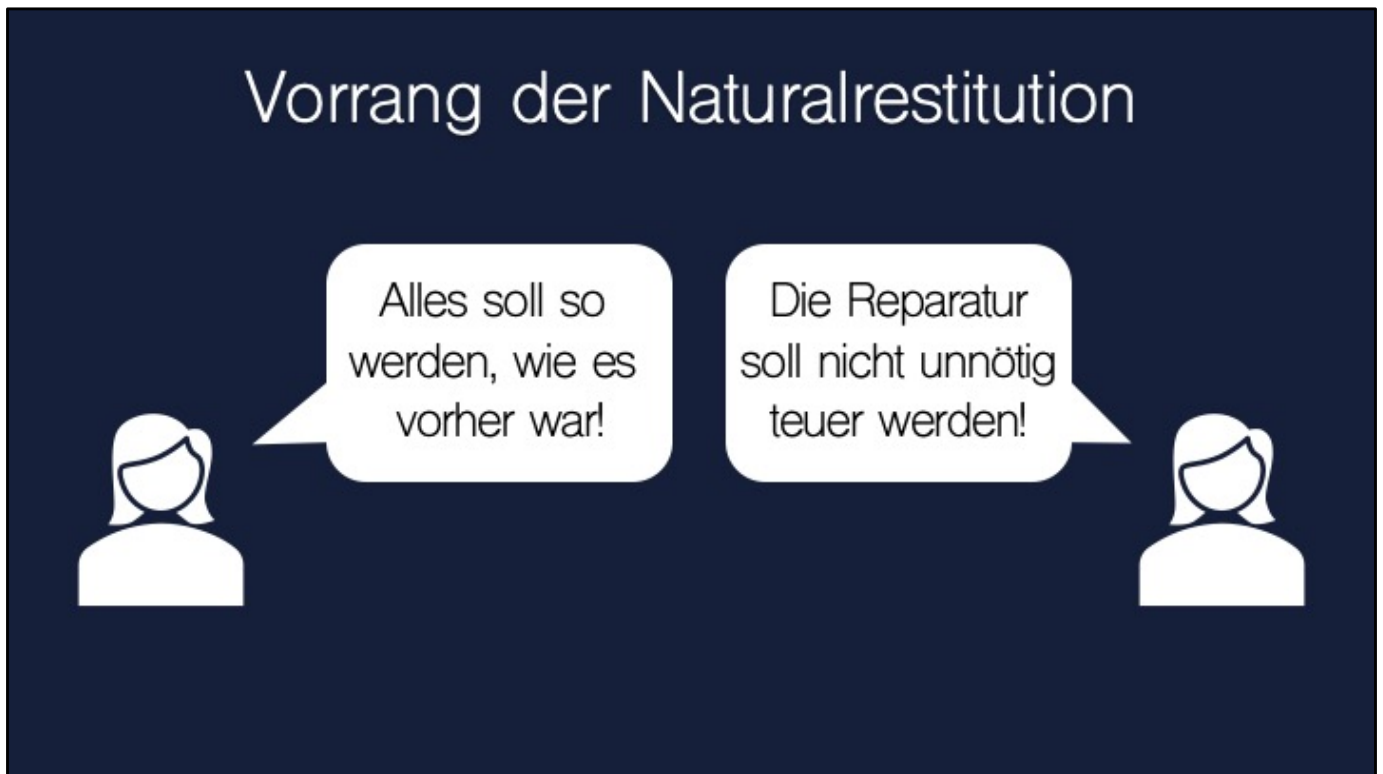 Vorrang der Naturalrestitution
Alles soll so
werden, wie es
vorher war!
Die Reparatur
soll nicht unnötig
teuer werden!